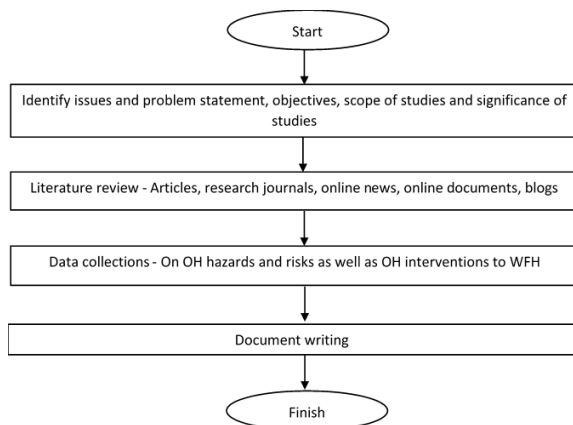 Start
Identify issues and problem statement, objectives, scope of studies and significance of
studies
Literature review - Articles, research journals, online news, online documents, blogs
Data collections - On OH hazards and risks as well as OH interventions to WFH
Document writing
Finish